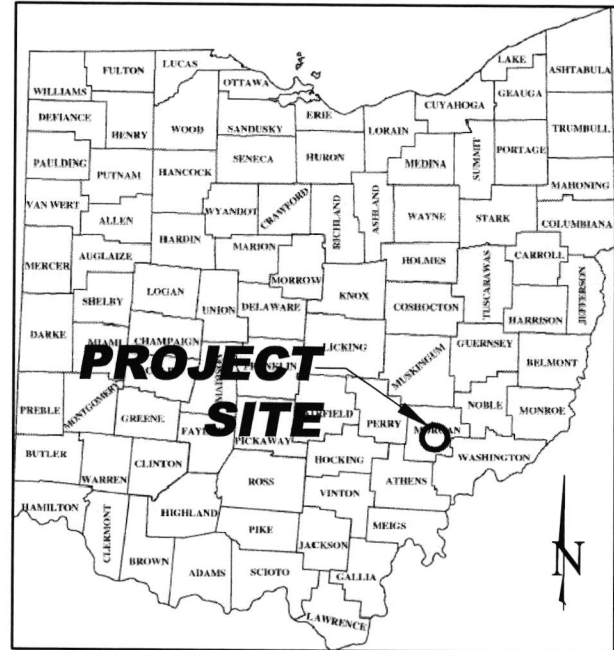 LUCAS
FULTON
WILLIAMS
OTTAWA
LAKE
ASHTABULA
GEAUGA
CUYAHOGA
DEFIANCE
HENRY
WOOD
SANDUSKY
ERIE
LORAIN
TRUMBULL
PAULDING
PUTNAM
HANCOCK
SENECA
HURON
MEDINA
SUMMIT
PORTAGE
MAHONING
VAN WERT
ALLEN
WYANDOT
CRAWFORD
RICHLAND
ASHLAND
WAYNE
STARK
COLUMBIANA
HARDIN
MARION
MERCER
AUGLAIZE
MORROW
HOLMES
TUSCARAWAS
CARROLL
JEFFERSON
SHELBY
LOGAN
UNION
DELAWARE
KNOX
COSHOCTON
HARRISON
DARKE
MIAMI
CHAMPAIGN
LICKING
MUSKINGUM
GUERNSEY
BELMONT
PROJECT
SITE
PREBLE
MONTGOMERY
GREENE
PICKAWAY
PERRY
NOBLE
MONROE
WASHINGTON
BUTLER
WARREN
CLINTON
ROSS
HOCKING
ATHENS
VINTON
HAMILTON
CLERMONT
HIGHLAND
PIKE
JACKSON
MEIGS
BROWN
ADAMS
SCIOTO
GALLIA
LAWRENCE
N